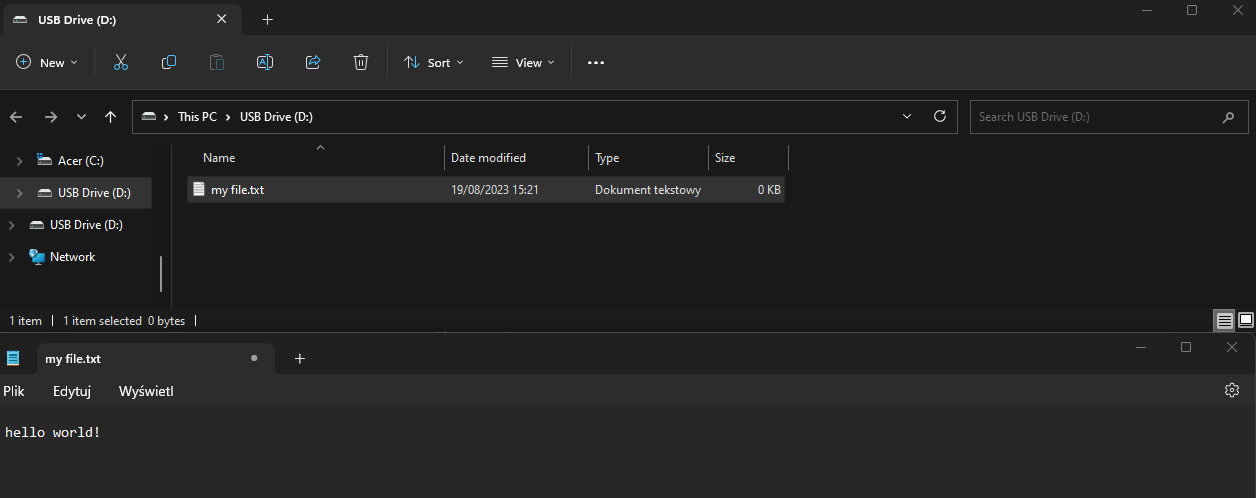 USB Drive (D:)
New
Sort
View
This PC > USB Drive (D:)
Search USB Drive (D:)
Acer (C:)
USB Drive (D:)
USB Drive (D:)
Network
Name Date modified Type Size
my file.txt 19/08/2023 15:21 Dokument tekstowy 0 KB
1 item | 1 item selected 0 bytes |
my file.txt
Plik Edytuj Wyświetl
hello world!